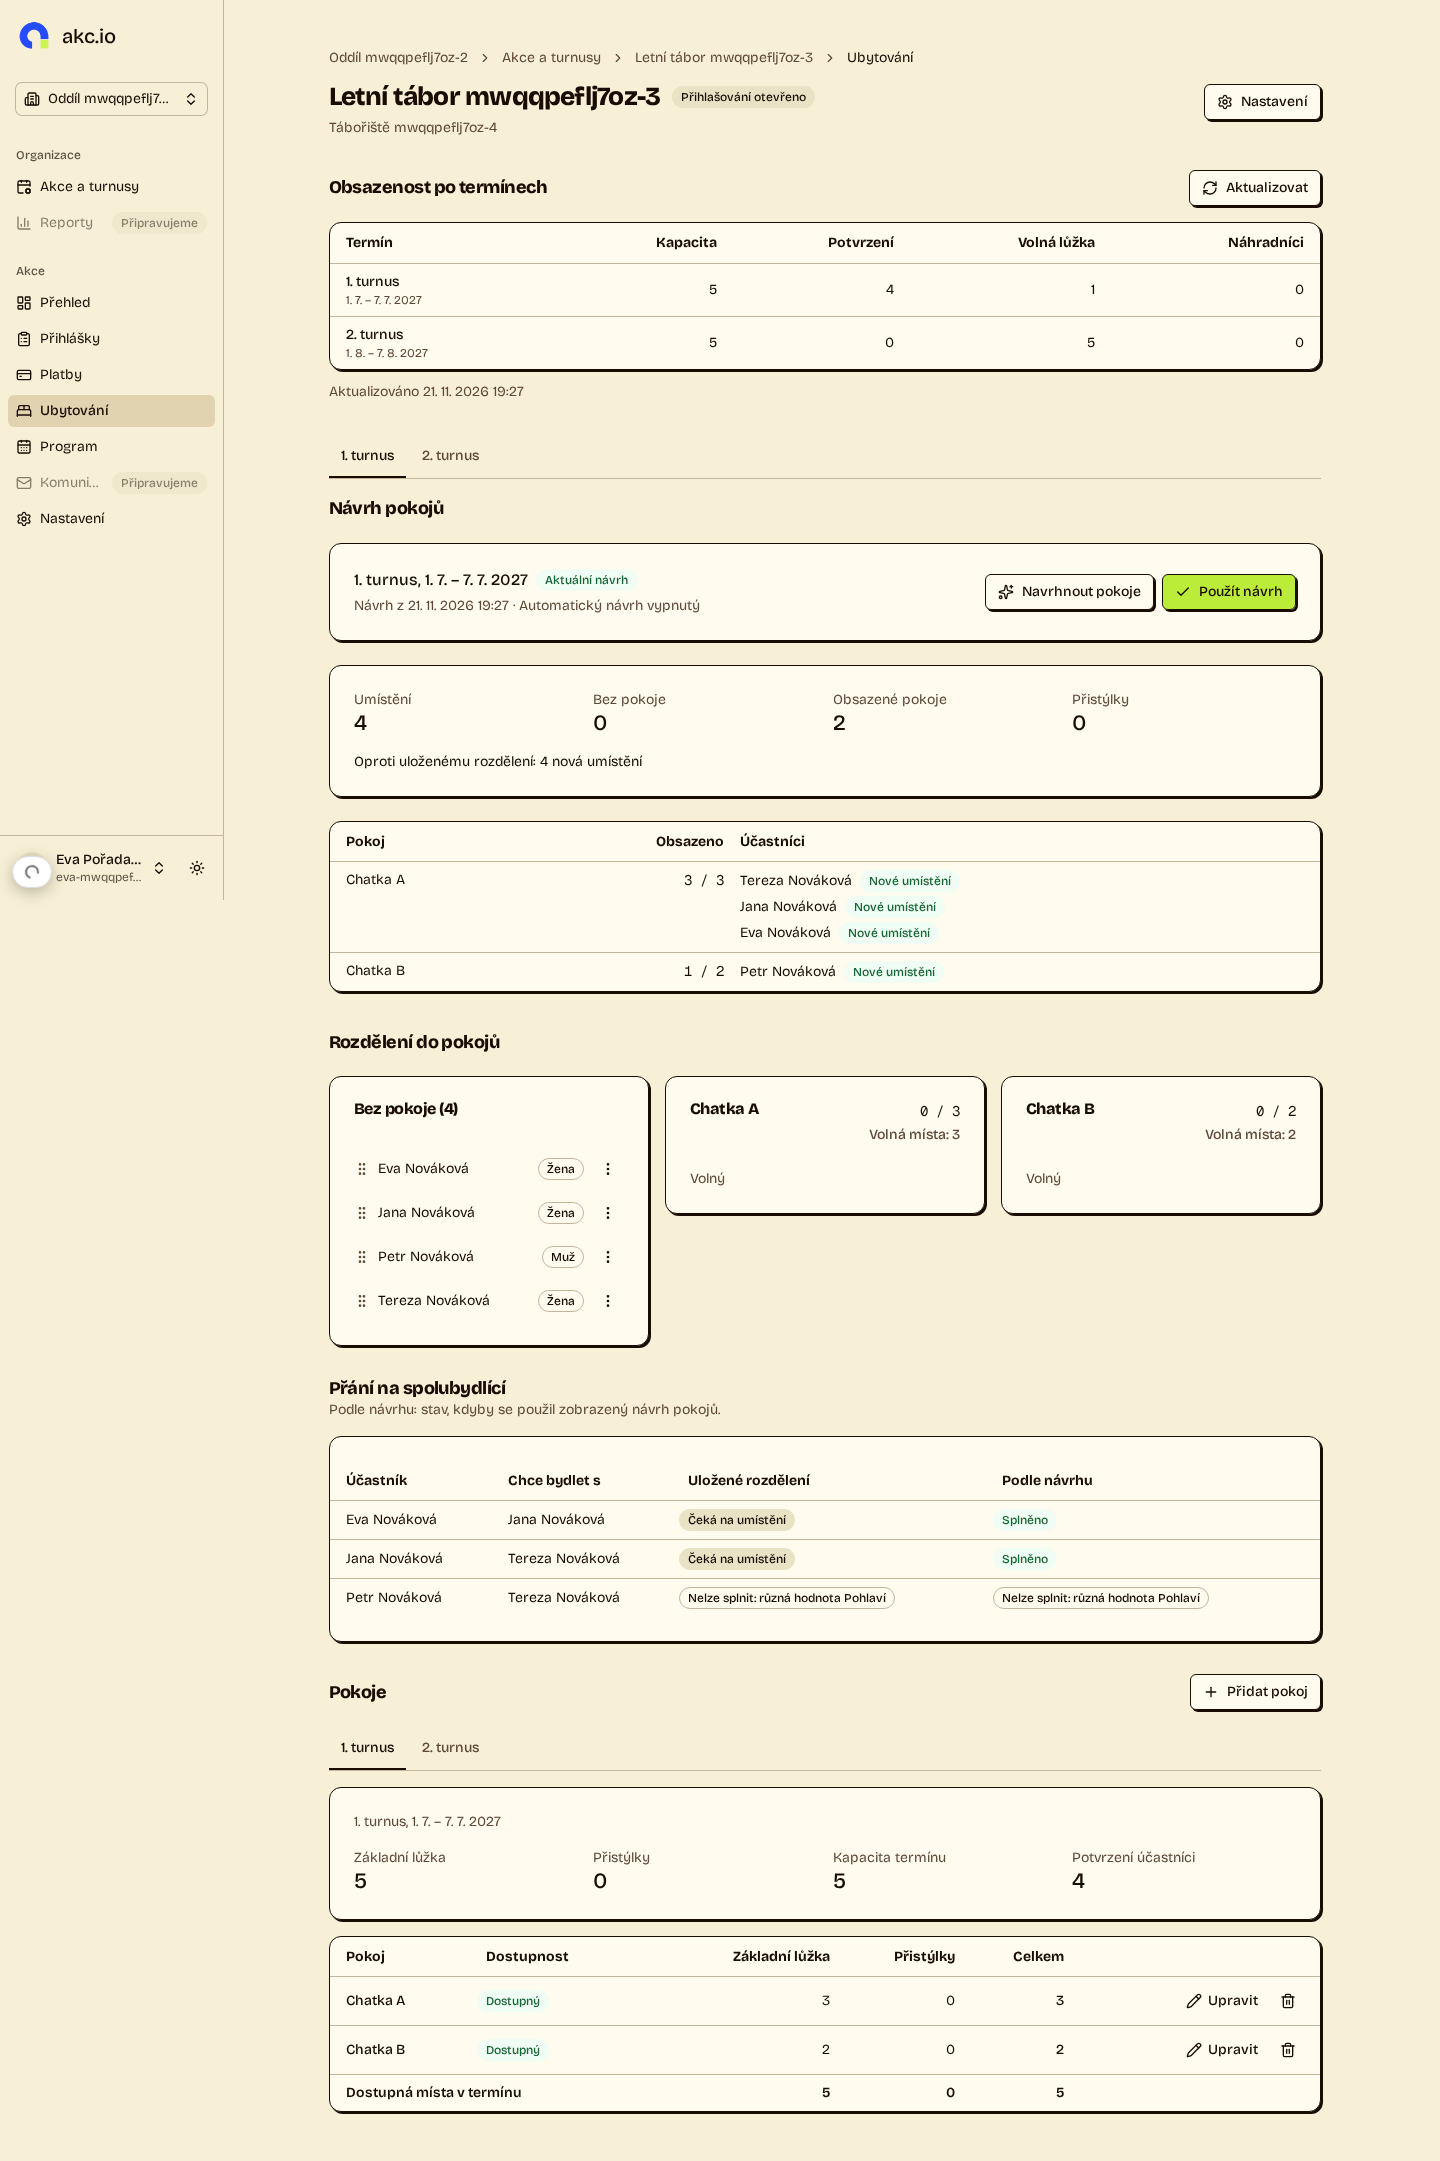 akc.io
Oddíl mwqqpeflj7...
Organizace
Akce a turnusy
Reporty Připravujeme
Akce
Přehled
Přihlášky
Platby
Ubytování
Program
Komuni... Připravujeme
Nastavení
Eva Pořada...
eva-mwqqpef...
Oddíl mwqqpeflj7oz-2 > Akce a turnusy > Letní tábor mwqqpeflj7oz-3 > Ubytování
Letní tábor mwqqpeflj7oz-3 Přihlašování otevřeno
Nastavení
Tábořiště mwqqpeflj7oz-4
Obsazenost po termínech
Aktualizovat
Termín Kapacita Potvrzení Volná lůžka Náhradníci
1. turnus 5 4 1 0
1. 7. – 7. 7. 2027
2. turnus 5 0 5 0
1. 8. – 7. 8. 2027
Aktualizováno 21. 11. 2026 19:27
1. turnus 2. turnus
Návrh pokojů
1. turnus, 1. 7. – 7. 7. 2027 Aktuální návrh
Návrh z 21. 11. 2026 19:27 · Automatický návrh vypnutý
Navrhnout pokoje Použít návrh
Umístění Bez pokoje Obsazené pokoje Přistýlky
4 0 2 0
Oproti uloženému rozdělení: 4 nová umístění
Pokoj Obsazeno Účastníci
Chatka A 3 / 3 Tereza Nováková Nové umístění
Jana Nováková Nové umístění
Eva Nováková Nové umístění
Chatka B 1 / 2 Petr Nováková Nové umístění
Rozdělení do pokojů
Bez pokoje (4)
Eva Nováková Žena
Jana Nováková Žena
Petr Nováková Muž
Tereza Nováková Žena
Chatka A 0 / 3
Volná místa: 3
Volný
Chatka B 0 / 2
Volná místa: 2
Volný
Přání na spolubydlící
Podle návrhu: stav, kdyby se použil zobrazený návrh pokojů.
Účastník Chce bydlet s Uložené rozdělení Podle návrhu
Eva Nováková Jana Nováková Čeká na umístění Splněno
Jana Nováková Tereza Nováková Čeká na umístění Splněno
Petr Nováková Tereza Nováková Nelze splnit: různá hodnota Pohlaví Nelze splnit: různá hodnota Pohlaví
Pokoje
Přidat pokoj
1. turnus 2. turnus
1. turnus, 1. 7. – 7. 7. 2027
Základní lůžka Přistýlky Kapacita termínu Potvrzení účastníci
5 0 5 4
Pokoj Dostupnost Základní lůžka Přistýlky Celkem
Chatka A Dostupný 3 0 3 Upravit
Chatka B Dostupný 2 0 2 Upravit
Dostupná místa v termínu 5 0 5